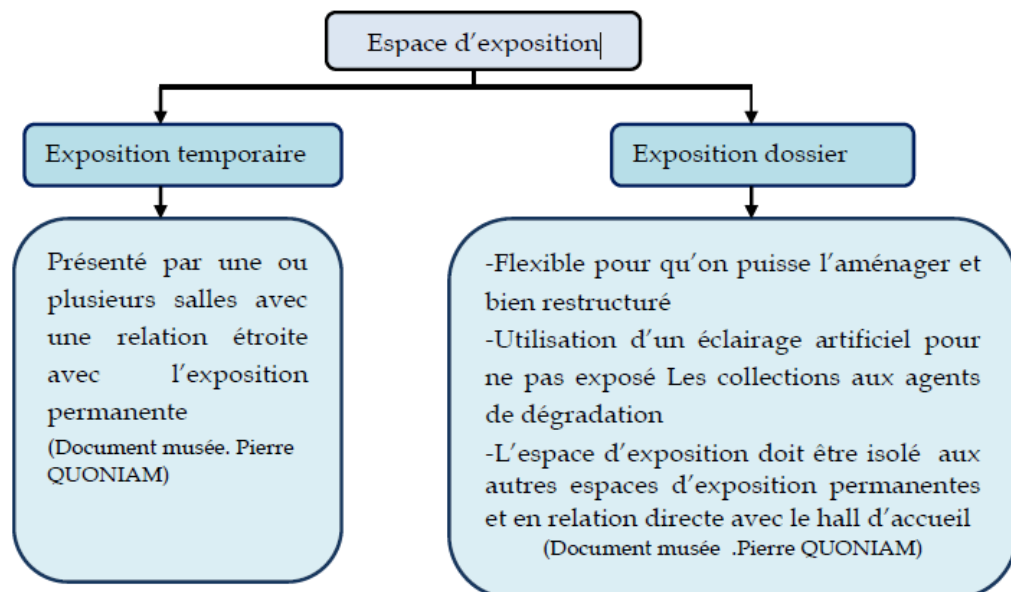 Espace d'exposition
Exposition temporaire
Présenté par une ou
plusieurs salles avec
une relation étroite
avec l'exposition
permanente
(Document musée. Pierre
QUONIAM)
Exposition dossier
-Flexible pour qu'on puisse l'aménager et
bien restructuré
-Utilisation d'un éclairage artificiel pour
ne pas exposé Les collections aux agents
de dégradation
-L'espace d'exposition doit être isolé aux
autres espaces d'exposition permanentes
et en relation directe avec le hall d'accueil
(Document musée .Pierre QUONIAM)